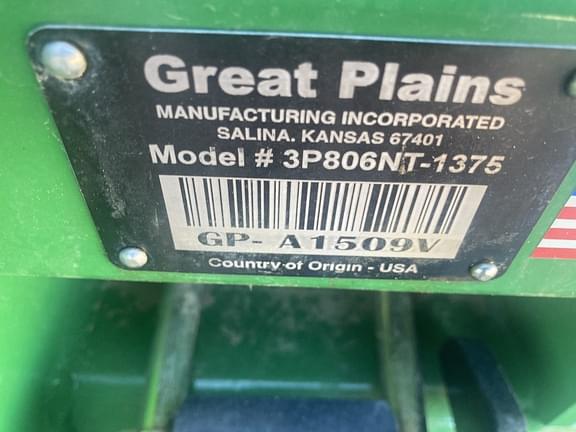 Great Plains
MANUFACTURING INCORPORATED
SALINA. KANSAS 67401
Model # 3P806NT-1375
GP- A1509V
Country of Origin - USA